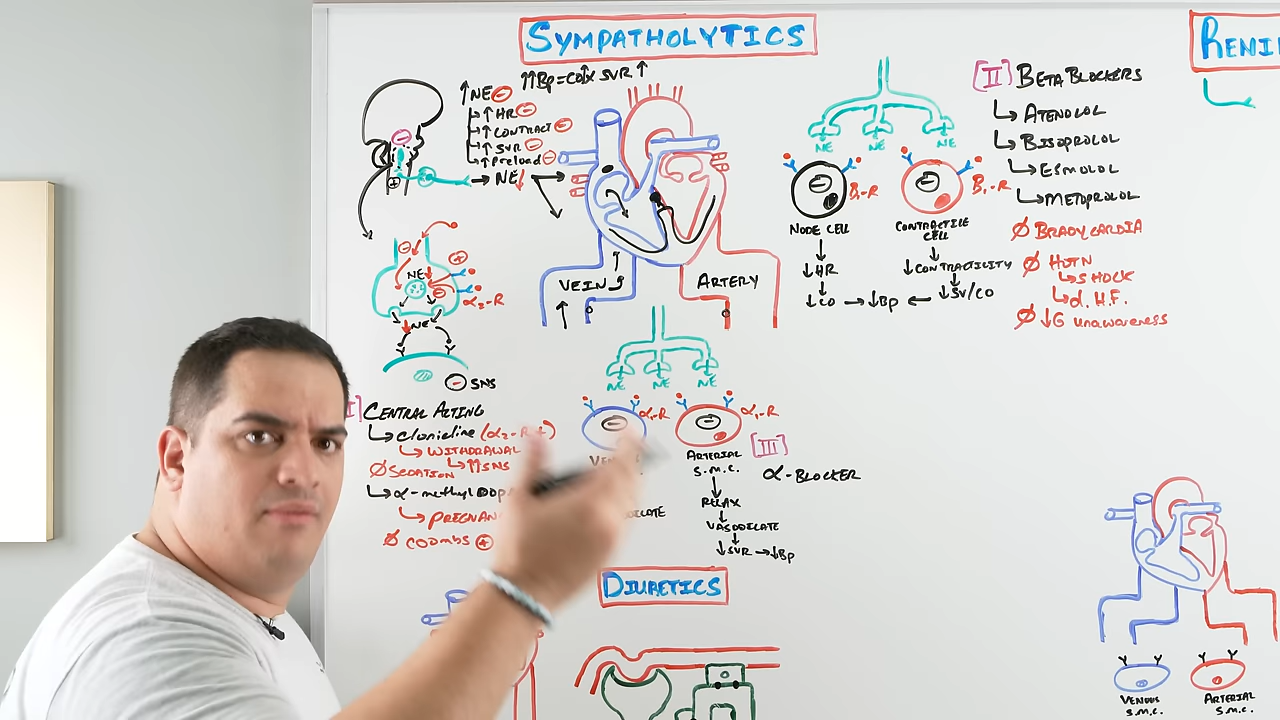 SYMPATHOLYTICS
RENI
↑↑Bp=CO↑x SVR ↑
↑NE⊖
↳↑HR⊖
↳↑CONTRACT⊖
↳↑SVR⊖
↳↑Preload⊖
→NE↓
VEIN
ARTERY
NE
α2-R
NE
SNS
NE NE NE
β1-R
β1-R
NODE CELL
CONTRACTILE CELL
↓HR
↓CONTRACTILITY
↓CO →↓Bp ← ↓SV/CO
[II] BETA BLOCKERS
↳ATENOLOL
↳BISOPROLOL
↳ESMOLOL
↳METOPROLOL
∅ BRADYCARDIA
∅ HOTN
↳SHOCK
↳d. H.F.
∅ ↓G unawareness
I] CENTRAL ACTING
↳clonidine (α2-R+)
↳WITHDRAWAL
↳↑↑SNS
∅SEDATION
↳α-methyl DOP
↳PREGNAN
∅ COOMBS ⊕
NE NE NE
α1-R
α1-R
ARTERIAL
S.M.C.
↓
RELAX
↓
VASODILATE
↓
↓SVR→↓Bp
[III]
α-BLOCKER
DIURETICS
VENOUS
S.M.C.
ARTERIAL
S.M.C.